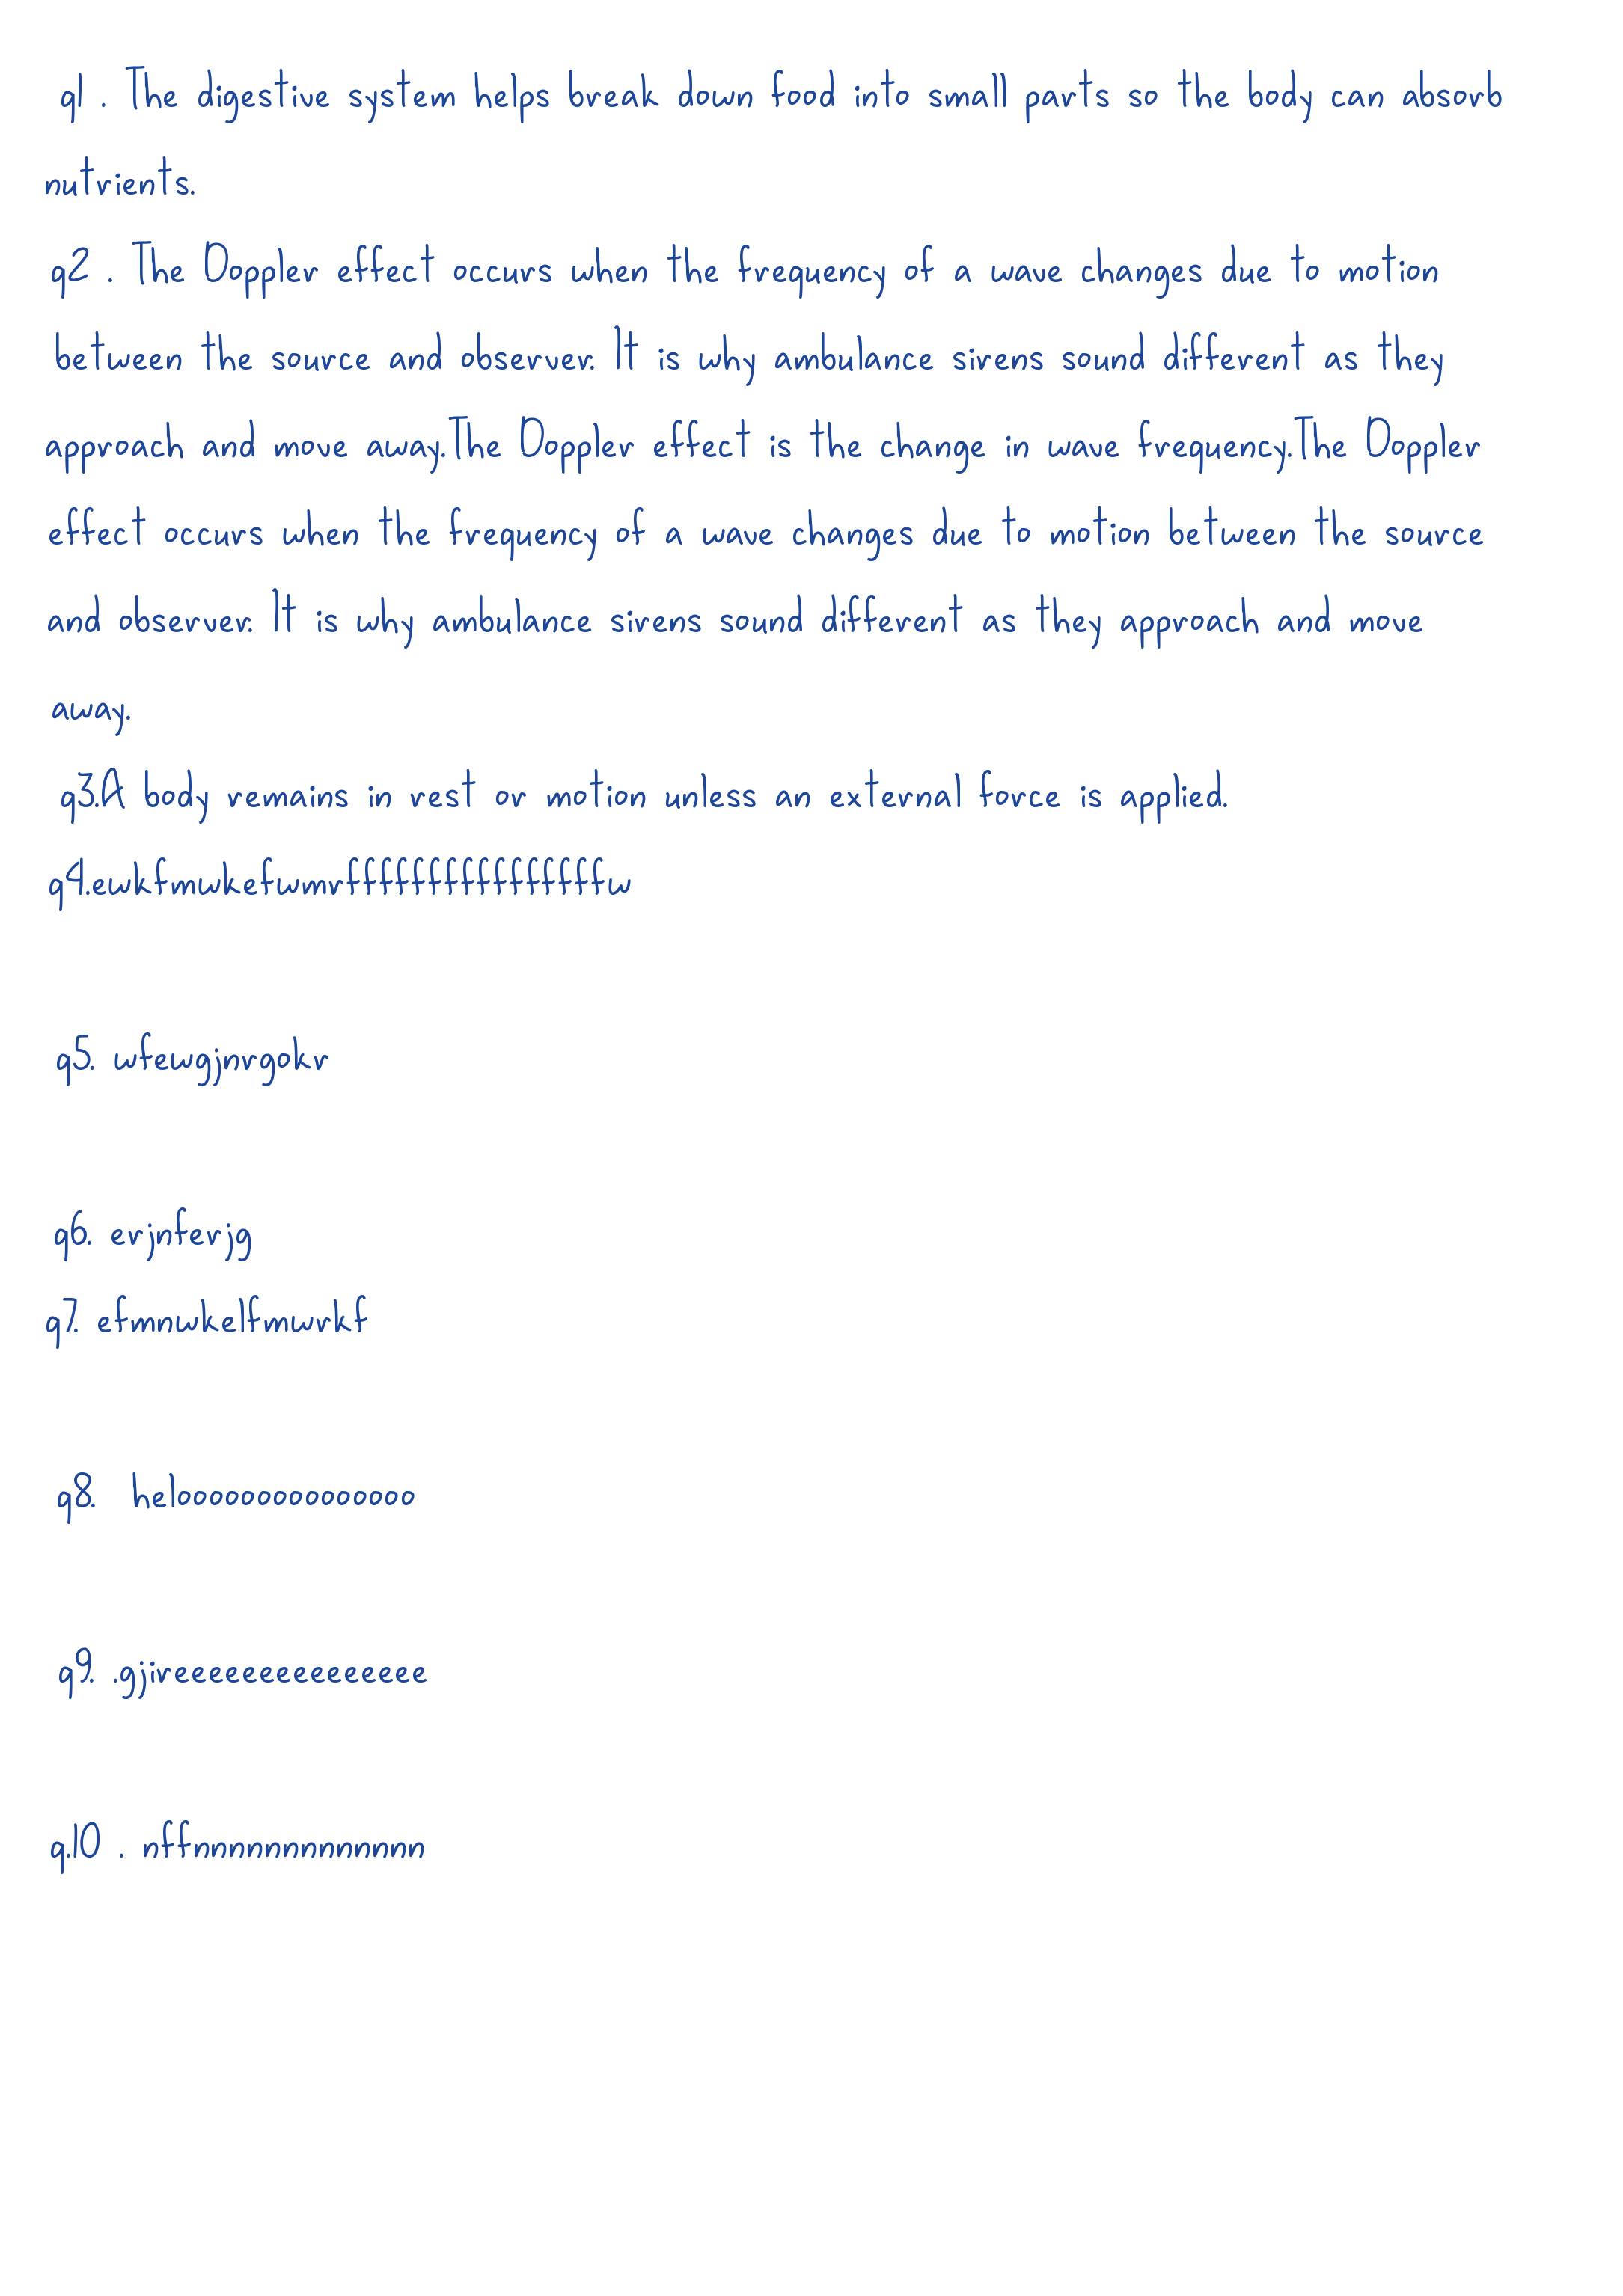 q1 . The digestive system helps break down food into small parts so the body can absorb
nutrients.
q2 . The Doppler effect occurs when the frequency of a wave changes due to motion
between the source and observer. It is why ambulance sirens sound different as they
approach and move away.The Doppler effect is the change in wave frequency.The Doppler
effect occurs when the frequency of a wave changes due to motion between the source
and observer. It is why ambulance sirens sound different as they approach and move
away.
q3.A body remains in rest or motion unless an external force is applied.
q4.ewkfmwkefwmrffffffffffffffffw
q5. wfewgjnrgokr
q6. erjnferjg
q7. efmnwkelfmwrkf
q8. helooooooooooooooo
q9. .gjireeeeeeeeeeeeeee
q.10 . nffnnnnnnnnnnnnn